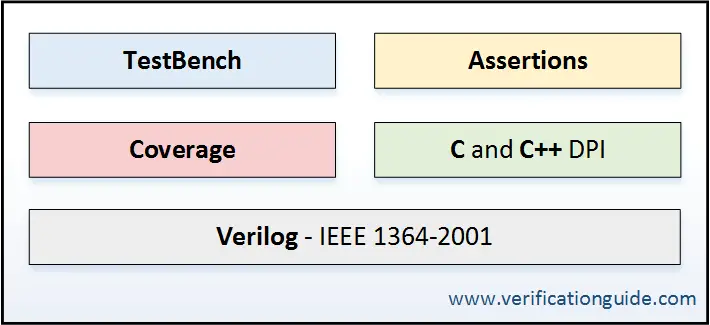 TestBench
Assertions
Coverage
C and C++ DPI
Verilog - IEEE 1364-2001
www.verificationguide.com